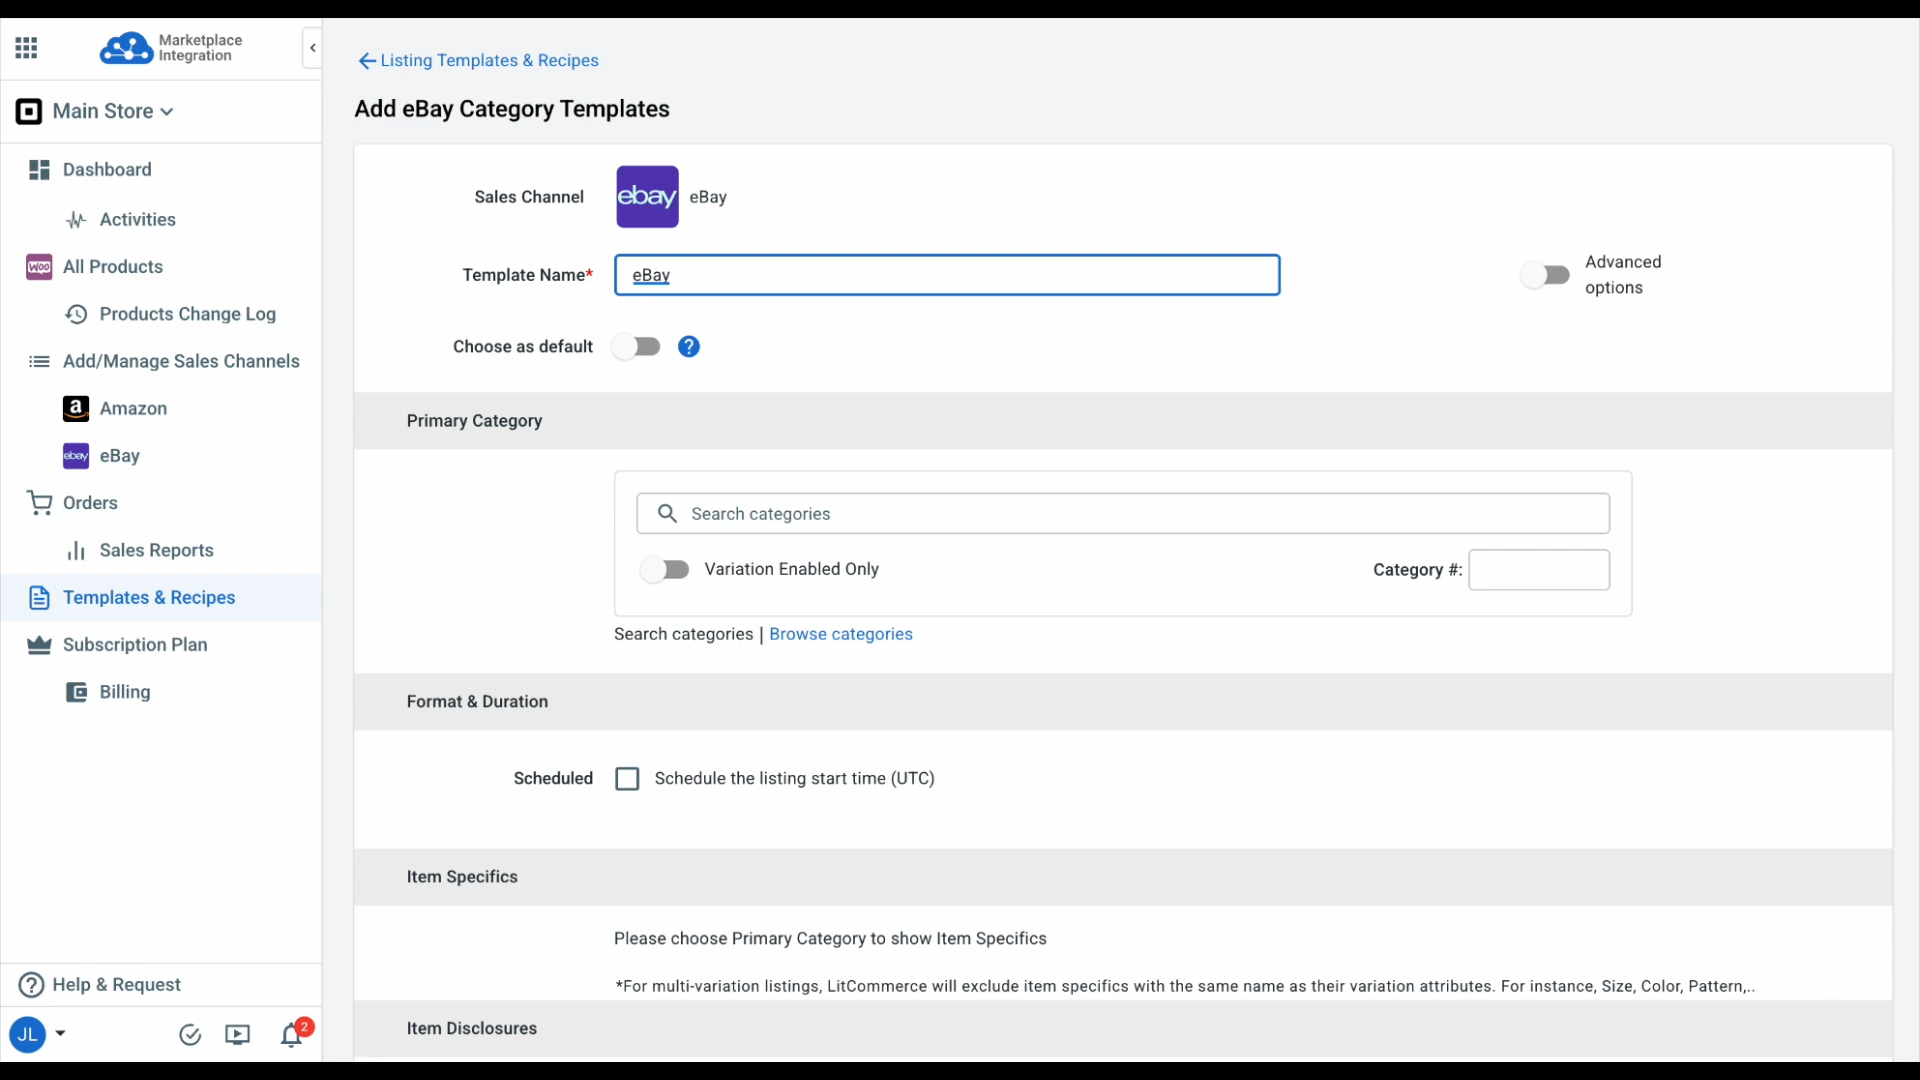 Marketplace
Integration
Main Store
Dashboard
Activities
WOO
All Products
Products Change Log
Add/Manage Sales Channels
a
Amazon
ebay
eBay
Orders
Sales Reports
Templates & Recipes
Subscription Plan
Billing
Help & Request
JL
2
Listing Templates & Recipes
Add eBay Category Templates
Sales Channel
ebay
eBay
Template Name*
eBay
Advanced
options
Choose as default
?
Primary Category
Search categories
Variation Enabled Only
Category #:
Search categories | Browse categories
Format & Duration
Scheduled
Schedule the listing start time (UTC)
Item Specifics
Please choose Primary Category to show Item Specifics
*For multi-variation listings, LitCommerce will exclude item specifics with the same name as their variation attributes. For instance, Size, Color, Pattern,..
Item Disclosures